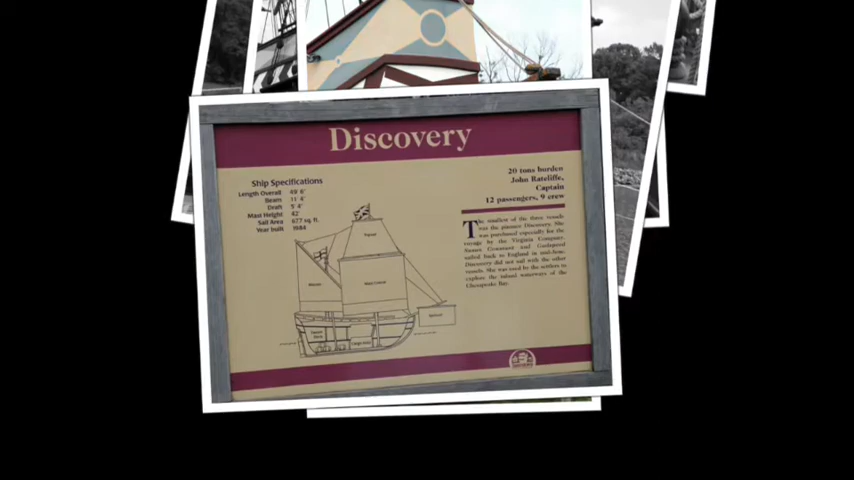 Discovery
Ship Specifications
Length Overall 49' 6"
Beam 11' 4"
Draft 5' 4"
Mast Height 42'
Sail Area 677 sq. ft.
Year built 1984
20 tons burden
John Ratcliffe,
Captain
12 passengers, 9 crew
The smallest of the three vessels
was the pinnace Discovery. She
was purchased especially for the
voyage by the Virginia Company.
Susan Constant and Godspeed
sailed back to England in mid-June.
Discovery did not sail with the other
vessels. She was used by the settlers to
explore the inland waterways of the
Chesapeake Bay.